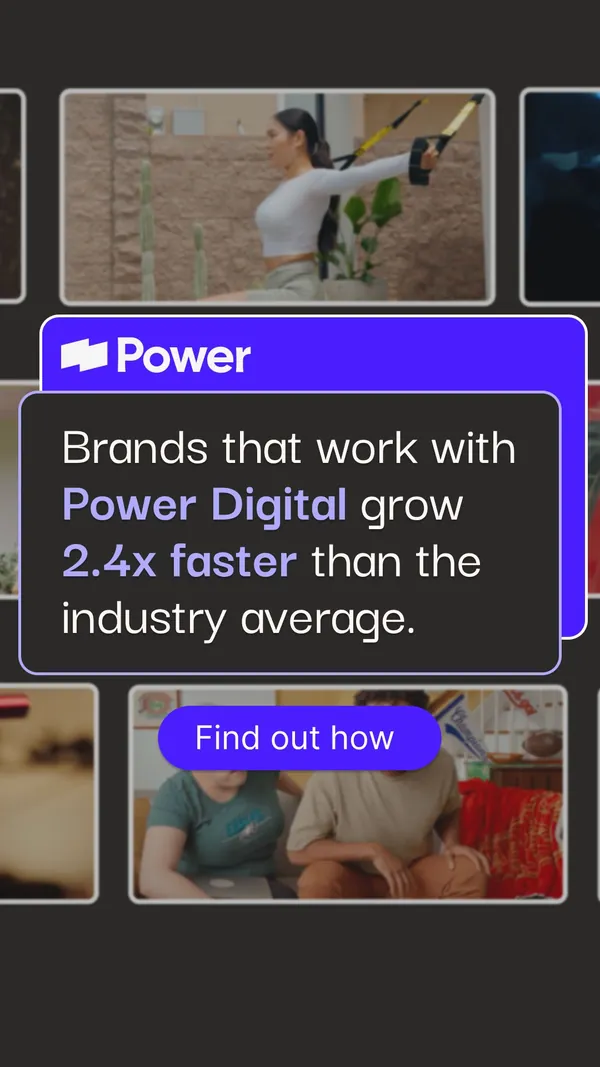 Power
Brands that work with
Power Digital grow
2.4x faster than the
industry average.
Find out how